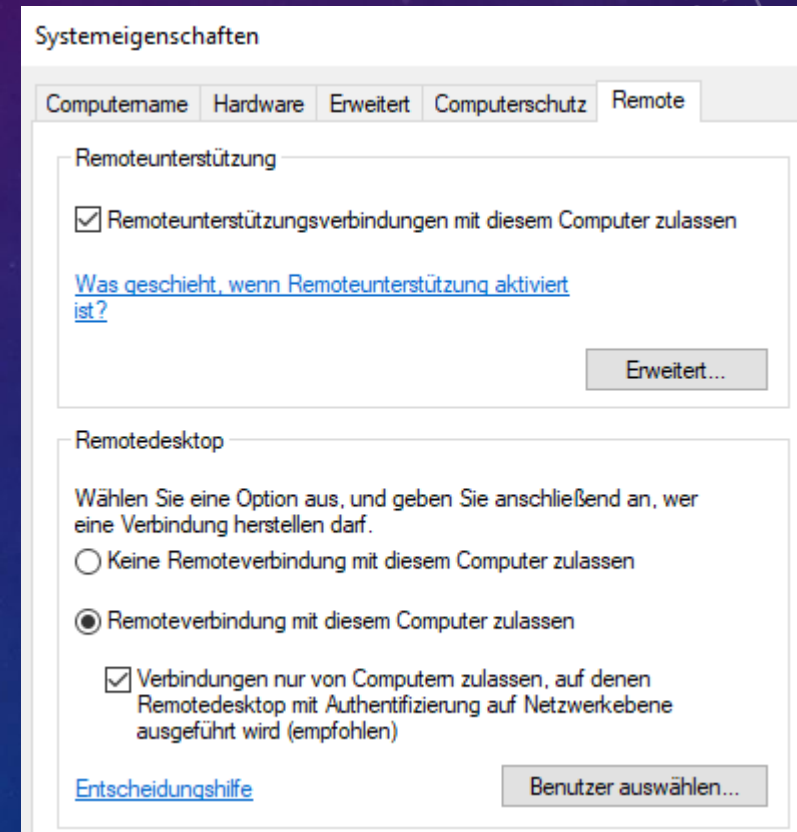 Systemeigenschaften
Computername Hardware Erweitert Computerschutz Remote
Remoteunterstützung
Remoteunterstützungsverbindungen mit diesem Computer zulassen
Was geschieht, wenn Remoteunterstützung aktiviert
ist?
Erweitert...
Remotedesktop
Wählen Sie eine Option aus, und geben Sie anschließend an, wer
eine Verbindung herstellen darf.
Keine Remoteverbindung mit diesem Computer zulassen
Remoteverbindung mit diesem Computer zulassen
Verbindungen nur von Computern zulassen, auf denen
Remotedesktop mit Authentifizierung auf Netzwerkebene
ausgeführt wird (empfohlen)
Entscheidungshilfe
Benutzer auswählen...